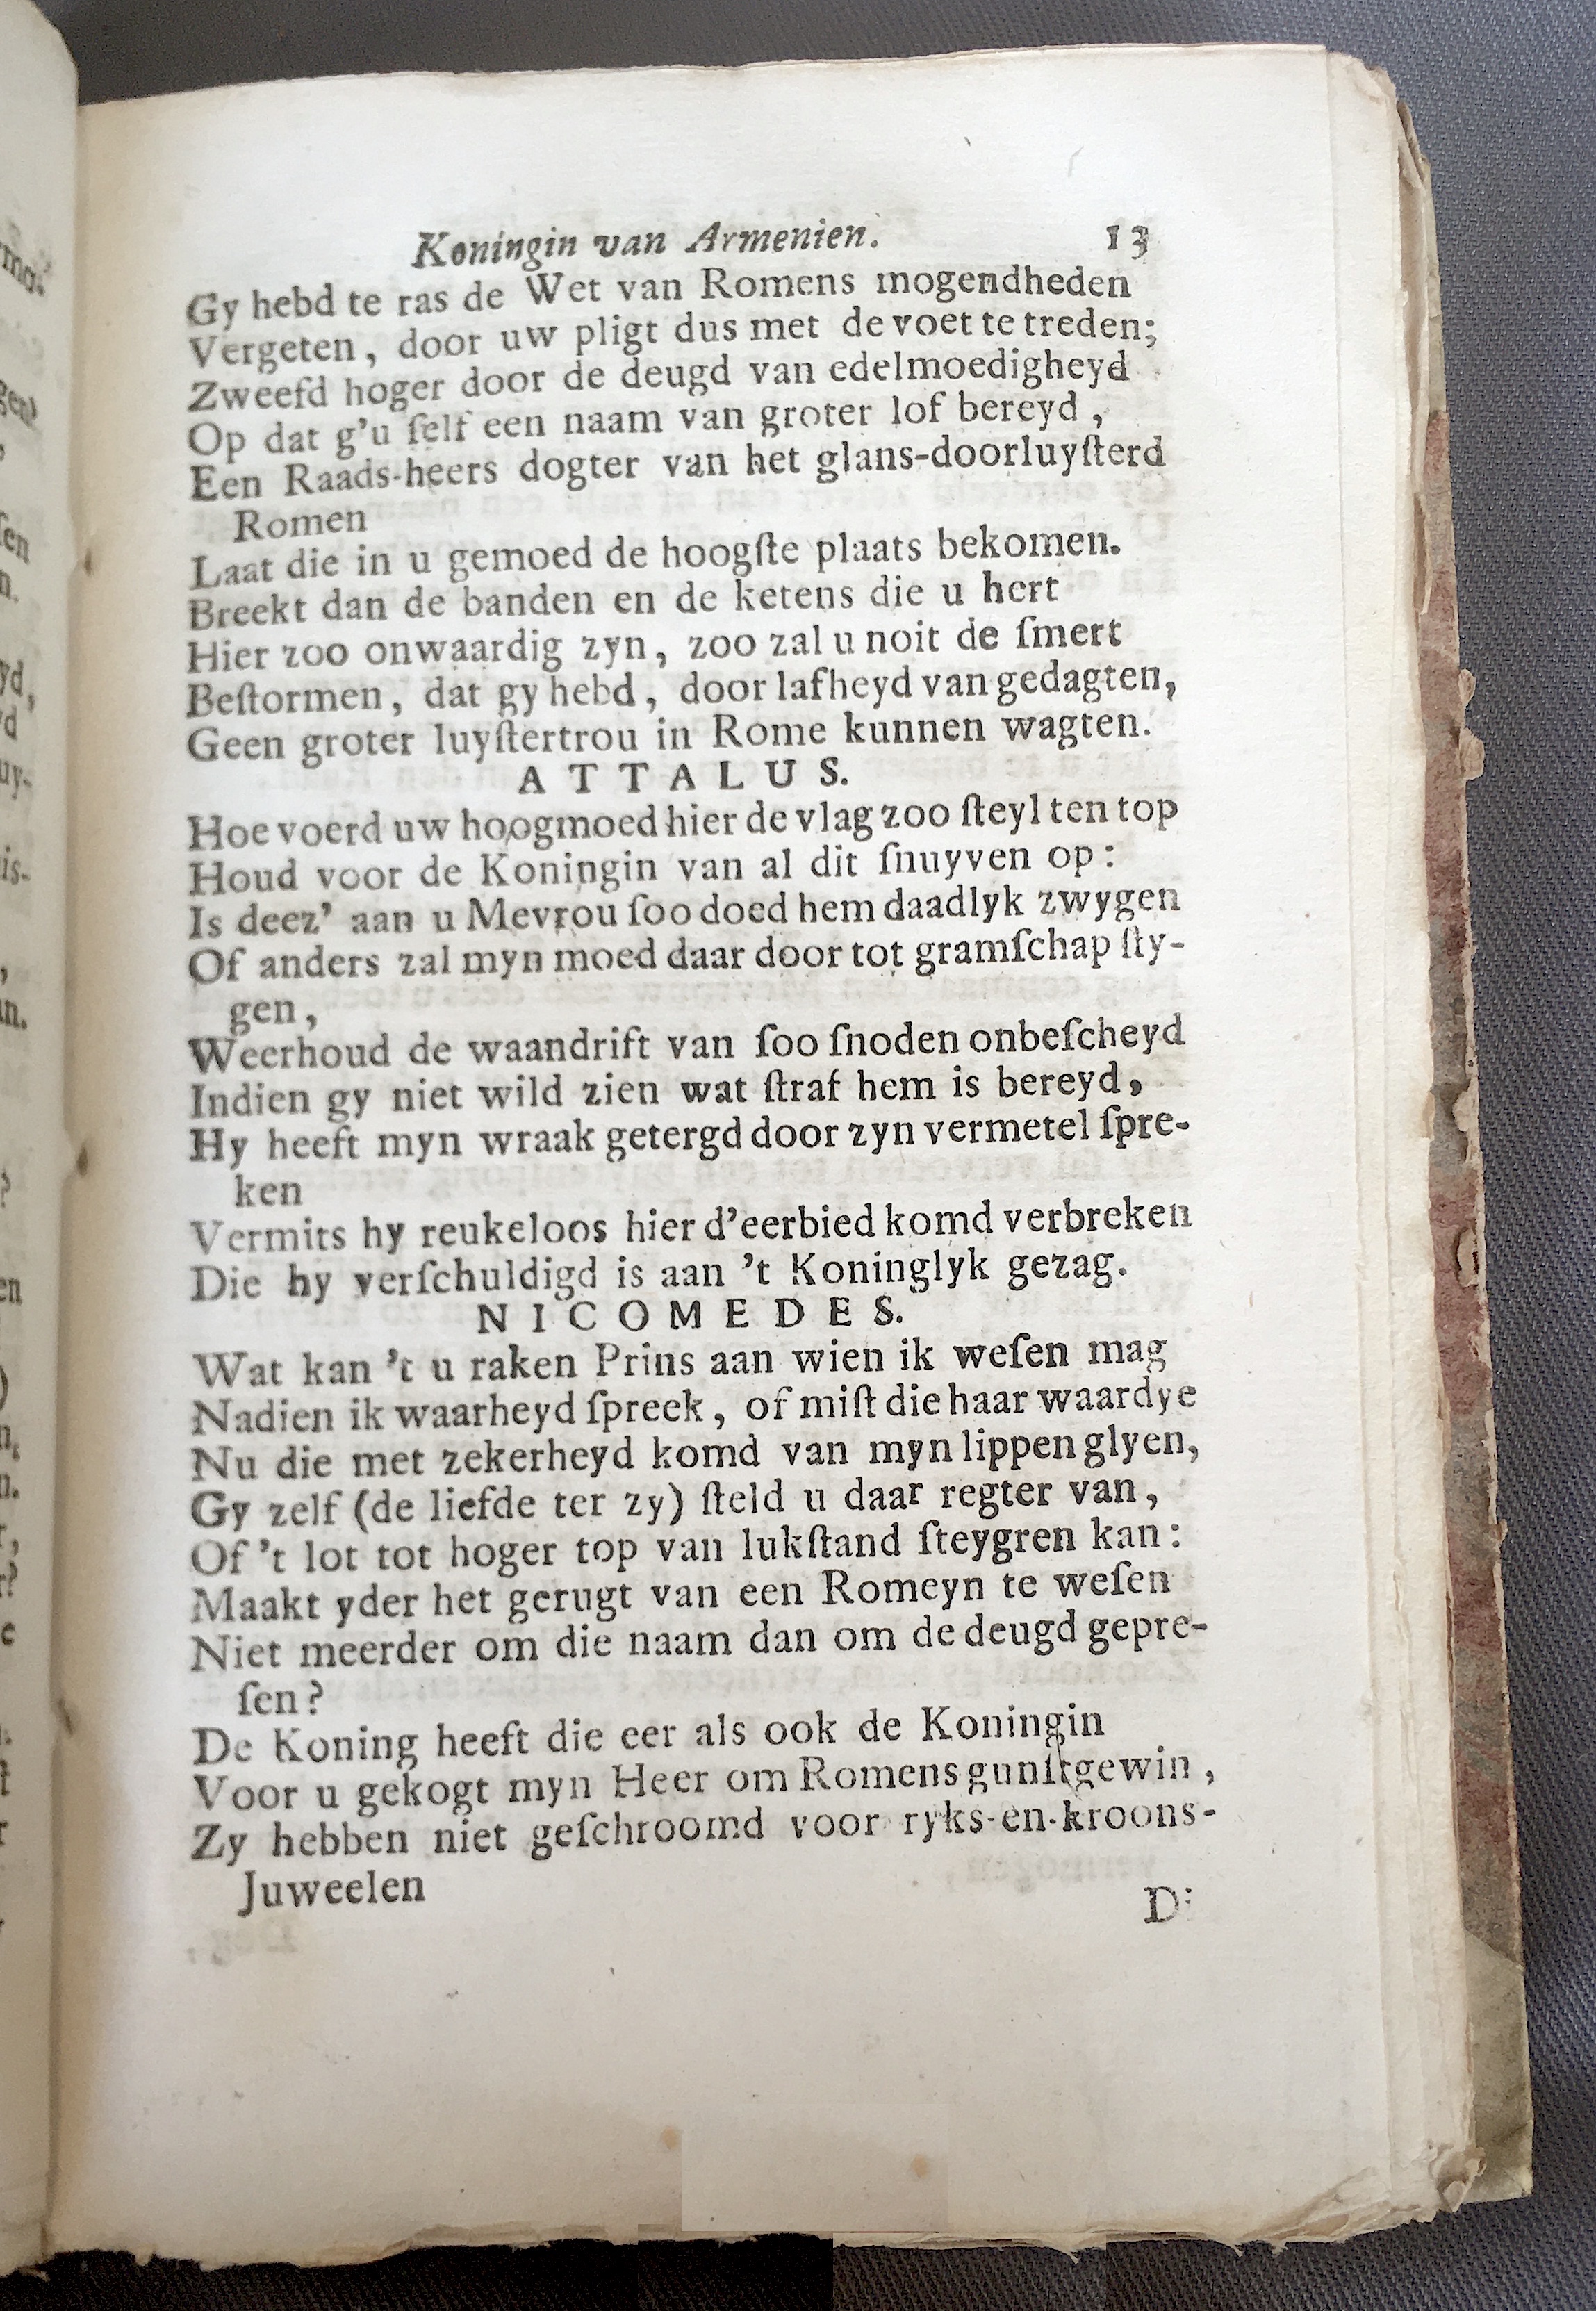 Koningin van Armenien. 13
Gy hebd te ras de Wet van Romens mogendheden
Vergeten, door uw pligt dus met de voet te treden;
Zweefd hoger door de deugd van edelmoedigheyd
Op dat g'u ſelf een naam van groter lof bereyd,
Een Raads-heers dogter van het glans-doorluyſterd
Romen
Laat die in u gemoed de hoogſte plaats bekomen.
Breekt dan de banden en de ketens die u hert
Hier zoo onwaardig zyn, zoo zal u noit de ſmert
Beſtormen, dat gy hebd, door lafheyd van gedagten,
Geen groter luyſtertrou in Rome kunnen wagten.
ATTALUS.
Hoe voerd uw hoogmoed hier de vlag zoo ſteyl ten top
Houd voor de Koningin van al dit ſnuyven op:
Is deez' aan u Mevrou ſoo doed hem daadlyk zwygen
Of anders zal myn moed daar door tot gramſchap ſty-
gen,
Weerhoud de waandrift van ſoo ſnoden onbeſcheyd
Indien gy niet wild zien wat ſtraf hem is bereyd,
Hy heeft myn wraak getergd door zyn vermetel ſpre-
ken
Vermits hy reukeloos hier d'eerbied komd verbreken
Die hy verſchuldigd is aan 't Koninglyk gezag.
NICOMEDES.
Wat kan 't u raken Prins aan wien ik weſen mag
Nadien ik waarheyd ſpreek, of miſt die haar waardye
Nu die met zekerheyd komd van myn lippen glyen,
Gy zelf (de liefde ter zy) ſteld u daar regter van,
Of 't lot tot hoger top van lukſtand ſteygren kan:
Maakt yder het gerugt van een Romeyn te weſen
Niet meerder om die naam dan om de deugd gepre-
ſen?
De Koning heeft die eer als ook de Koningin
Voor u gekogt myn Heer om Romens gunſtgewin,
Zy hebben niet geſchroomd voor ryks-en-kroons-
Juweelen
D: